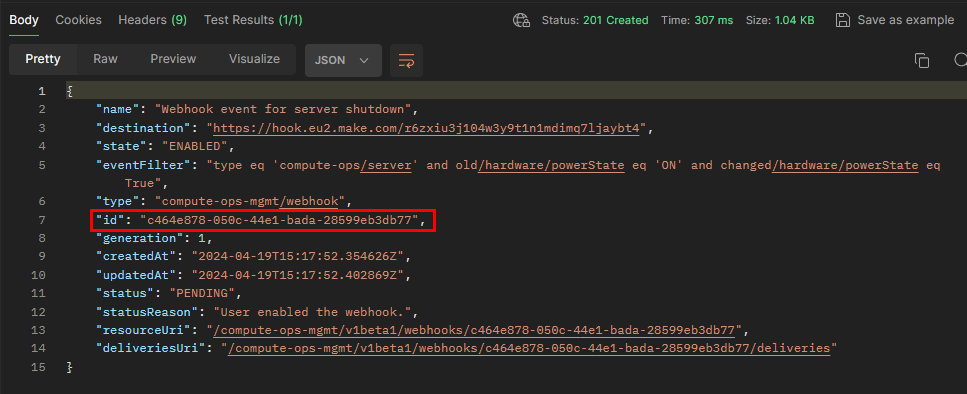 Body Cookies Headers (9) Test Results (1/1) Status: 201 Created Time: 307 ms Size: 1.04 KB Save as example
Pretty Raw Preview Visualize JSON
1 {
2 "name": "Webhook event for server shutdown",
3 "destination": "https://hook.eu2.make.com/r6zxiu3j104w3y9t1n1mdimq7ljaybt4",
4 "state": "ENABLED",
5 "eventFilter": "type eq 'compute-ops/server' and old/hardware/powerState eq 'ON' and changed/hardware/powerState eq
True",
6 "type": "compute-ops-mgmt/webhook",
7 "id": "c464e878-050c-44e1-bada-28599eb3db77",
8 "generation": 1,
9 "createdAt": "2024-04-19T15:17:52.354626Z",
10 "updatedAt": "2024-04-19T15:17:52.402869Z",
11 "status": "PENDING",
12 "statusReason": "User enabled the webhook.",
13 "resourceUri": "/compute-ops-mgmt/v1beta1/webhooks/c464e878-050c-44e1-bada-28599eb3db77",
14 "deliveriesUri": "/compute-ops-mgmt/v1beta1/webhooks/c464e878-050c-44e1-bada-28599eb3db77/deliveries"
15 }